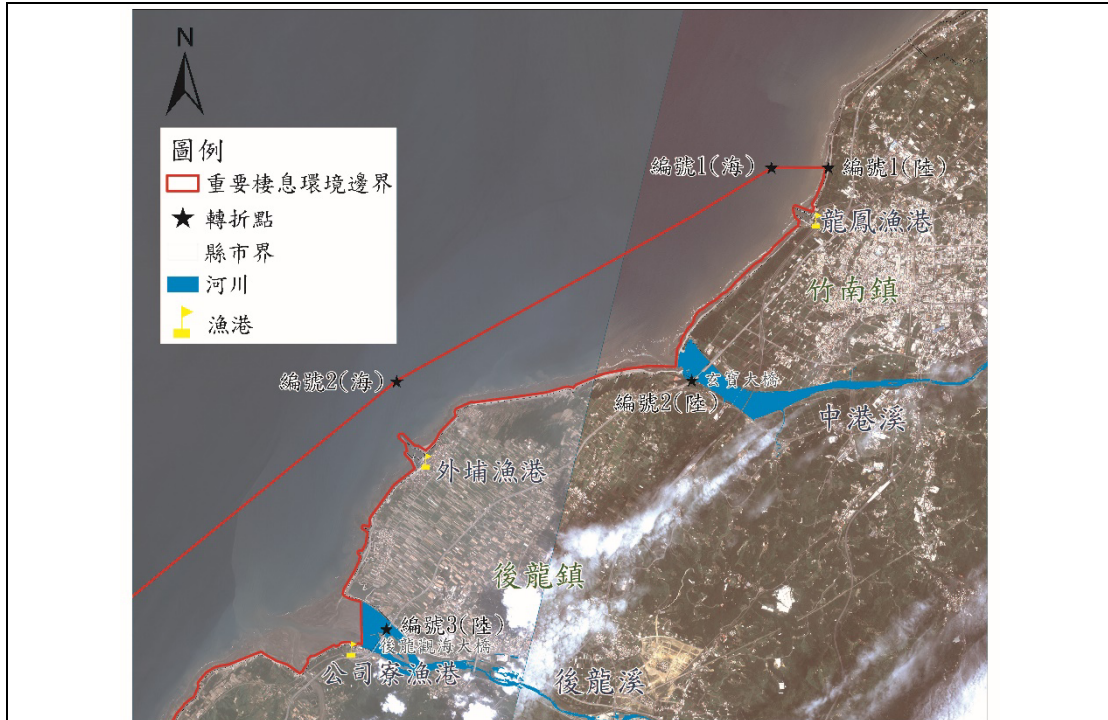 N
圖例
重要棲息環境邊界
轉折點
縣市界
河川
漁港
編號1(海)
編號1(陸)
龍鳳漁港
竹南鎮
編號2(海)
玄寶大橋
編號2(陸)
中港溪
外埔漁港
後龍鎮
編號3(陸)
後龍觀海大橋
公司寮漁港
後龍溪